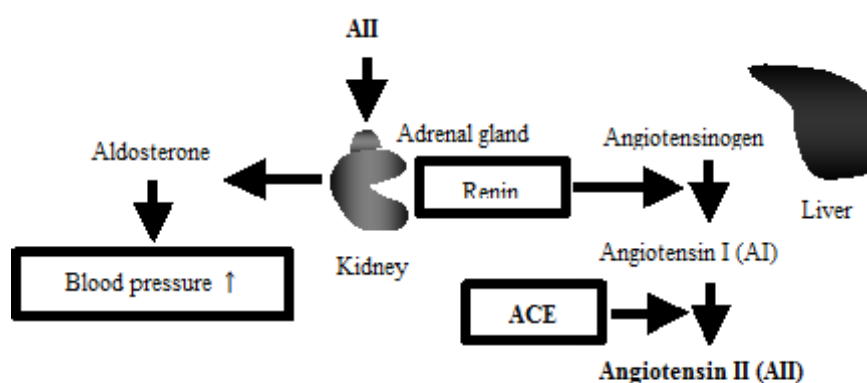 AII
Adrenal gland
Aldosterone
Angiotensinogen
Renin
Liver
Kidney
Angiotensin I (AI)
Blood pressure ↑
ACE
Angiotensin II (AII)